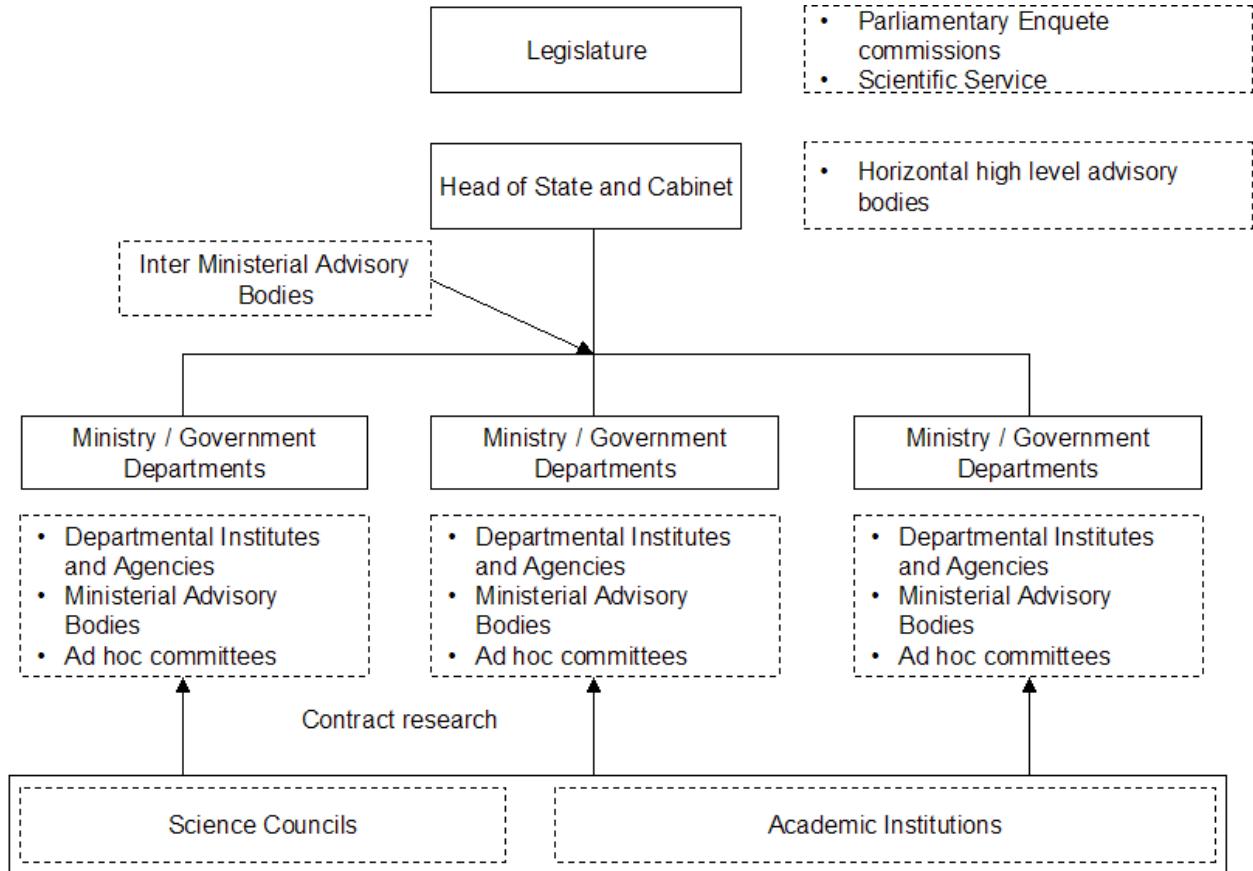 Legislature
• Parliamentary Enquete
commissions
• Scientific Service
Head of State and Cabinet
• Horizontal high level advisory
bodies
Inter Ministerial Advisory
Bodies
Ministry / Government
Departments
Ministry / Government
Departments
Ministry / Government
Departments
• Departmental Institutes
and Agencies
• Ministerial Advisory
Bodies
• Ad hoc committees
• Departmental Institutes
and Agencies
• Ministerial Advisory
Bodies
• Ad hoc committees
• Departmental Institutes
and Agencies
• Ministerial Advisory
Bodies
• Ad hoc committees
Contract research
Science Councils
Academic Institutions